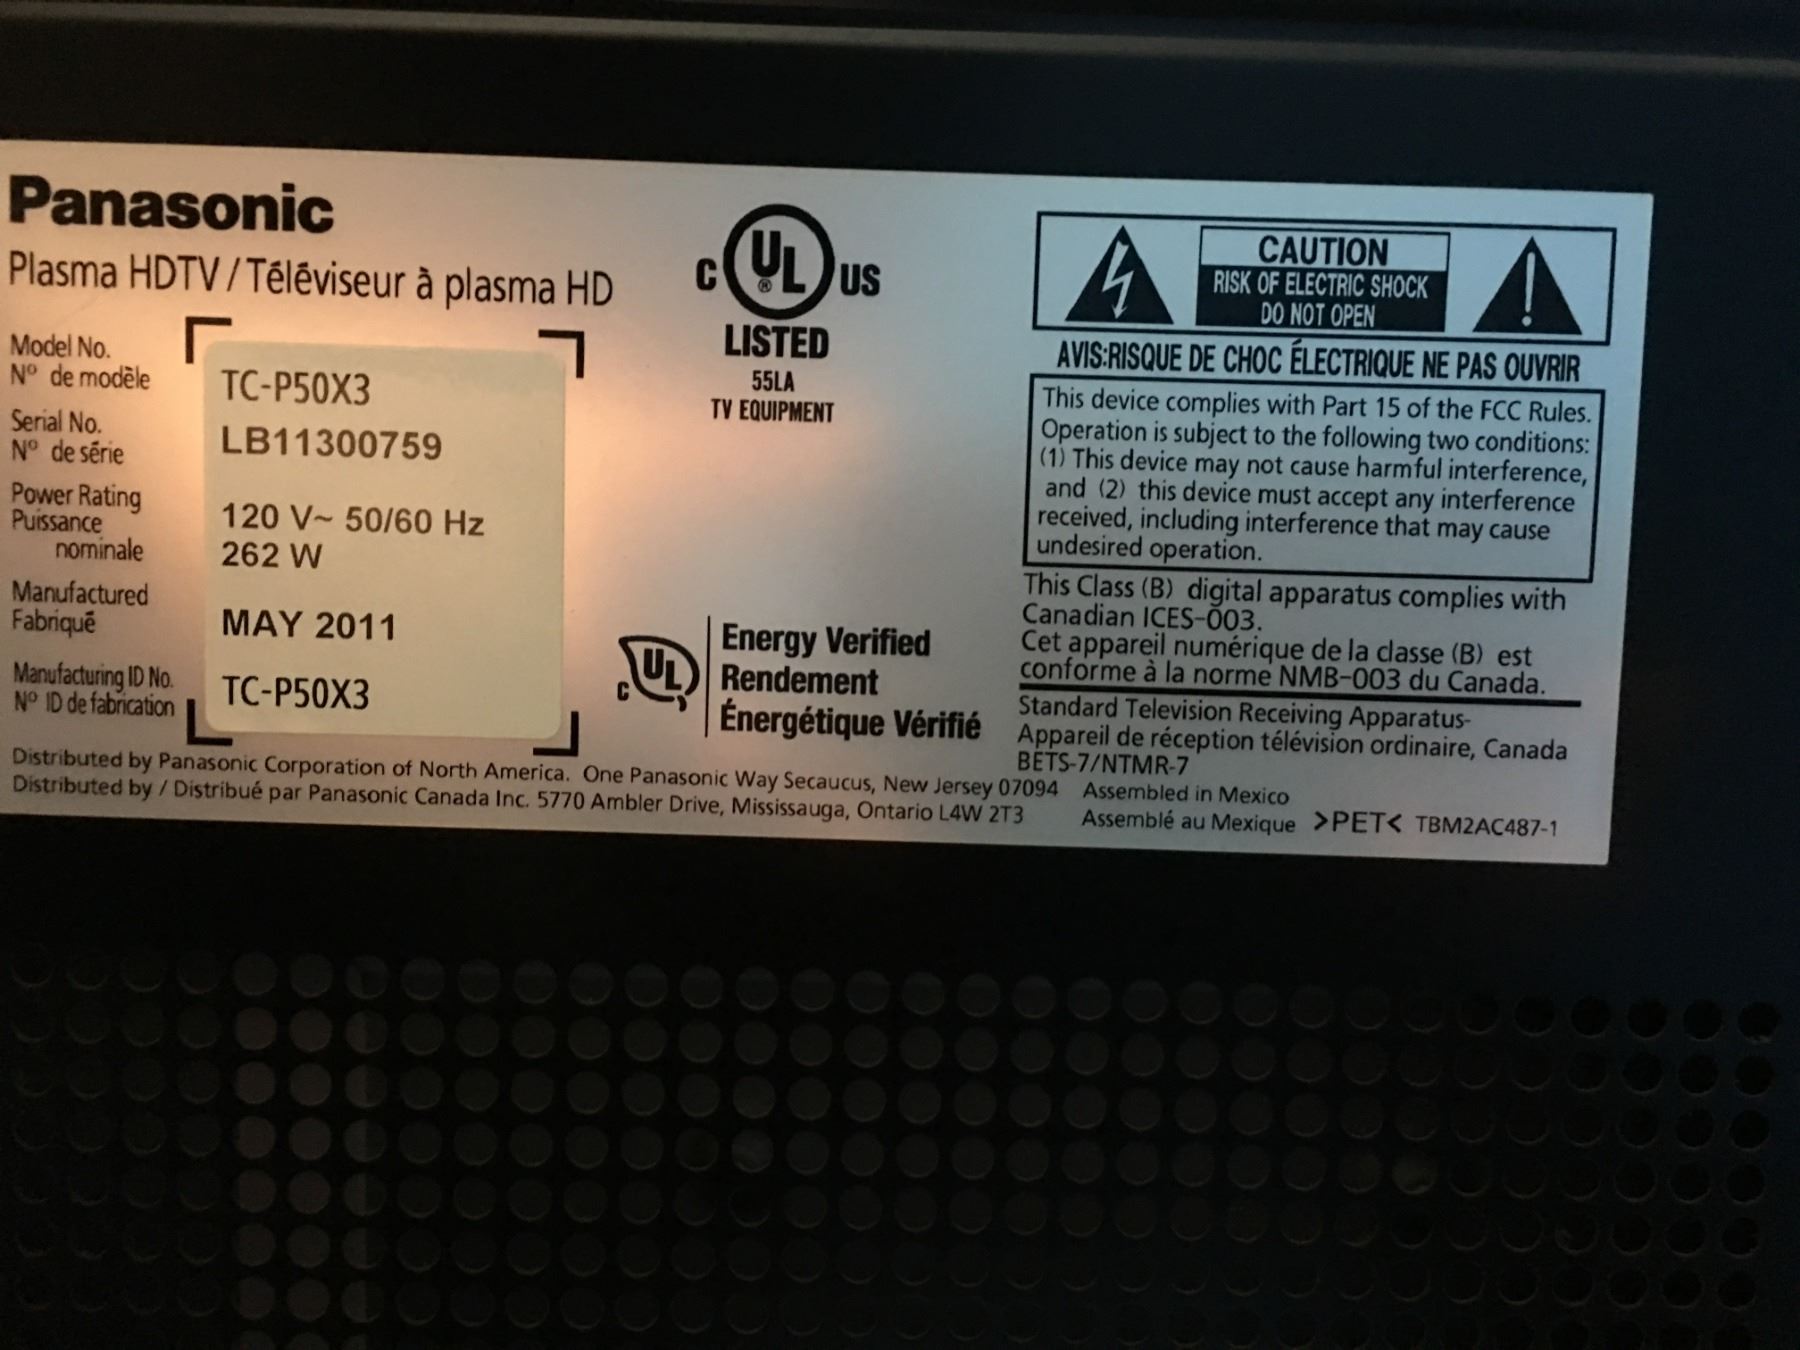 Panasonic
Plasma HDTV / Téléviseur à plasma HD
Model No.
Nº de modèle
TC-P50X3
Serial No.
Nº de série
LB11300759
Power Rating
Puissance
nominale
120 V~ 50/60 Hz
262 W
Manufactured
Fabriqué
MAY 2011
Manufacturing ID No.
Nº ID de fabrication
TC-P50X3
C UL ® US
LISTED
55LA
TV EQUIPMENT
C UL
Energy Verified
Rendement
Énergétique Vérifié
CAUTION
RISK OF ELECTRIC SHOCK
DO NOT OPEN
AVIS:RISQUE DE CHOC ÉLECTRIQUE NE PAS OUVRIR
This device complies with Part 15 of the FCC Rules.
Operation is subject to the following two conditions:
(1) This device may not cause harmful interference,
and (2) this device must accept any interference
received, including interference that may cause
undesired operation.
This Class (B) digital apparatus complies with
Canadian ICES-003.
Cet appareil numérique de la classe (B) est
conforme à la norme NMB-003 du Canada.
Standard Television Receiving Apparatus-
Appareil de réception télévision ordinaire, Canada
BETS-7/NTMR-7
Distributed by Panasonic Corporation of North America. One Panasonic Way Secaucus, New Jersey 07094
Distributed by / Distribué par Panasonic Canada Inc. 5770 Ambler Drive, Mississauga, Ontario L4W 2T3
Assembled in Mexico
Assemblé au Mexique >PET< TBM2AC487-1